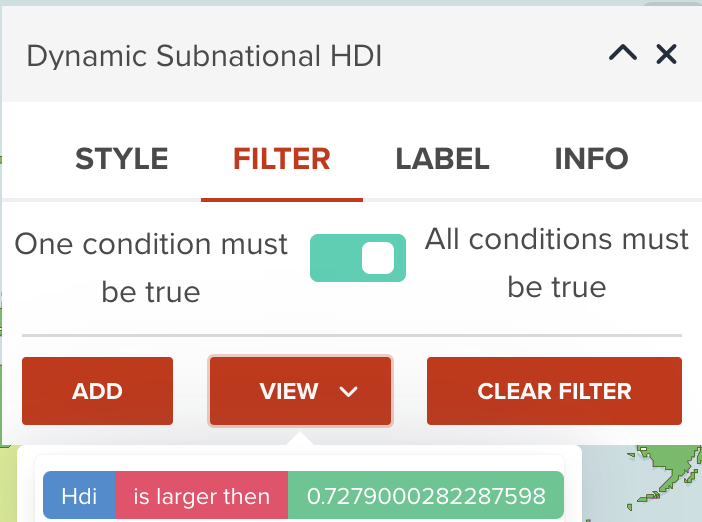 Dynamic Subnational HDI
STYLE FILTER LABEL INFO
One condition must
be true
All conditions must
be true
ADD VIEW CLEAR FILTER
Hdi is larger then 0.7279000282287598